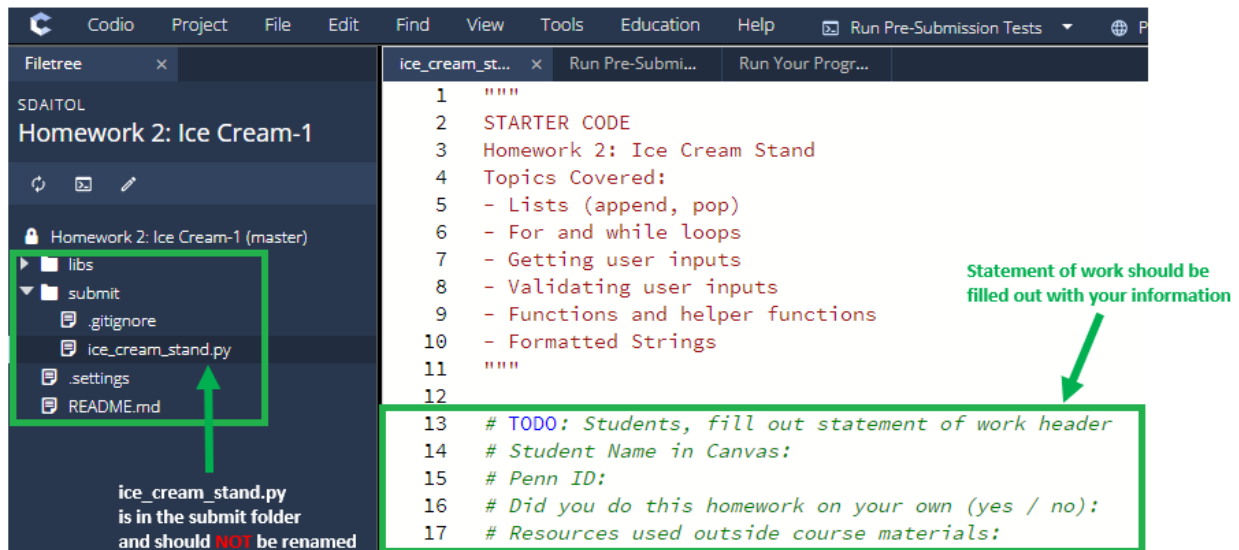 Codio Project File Edit Find View Tools Education Help Run Pre-Submission Tests P
Filetree × ice_cream_st... × Run Pre-Submi... Run Your Progr...
SDAITOL
Homework 2: Ice Cream-1
Homework 2: Ice Cream-1 (master)
libs
submit
.gitignore
ice_cream_stand.py
.settings
README.md
ice_cream_stand.py
is in the submit folder
and should NOT be renamed
1 """
2 STARTER CODE
3 Homework 2: Ice Cream Stand
4 Topics Covered:
5 - Lists (append, pop)
6 - For and while loops
7 - Getting user inputs
8 - Validating user inputs
9 - Functions and helper functions
10 - Formatted Strings
11 """
12
Statement of work should be
filled out with your information
13 # TODO: Students, fill out statement of work header
14 # Student Name in Canvas:
15 # Penn ID:
16 # Did you do this homework on your own (yes / no):
17 # Resources used outside course materials: